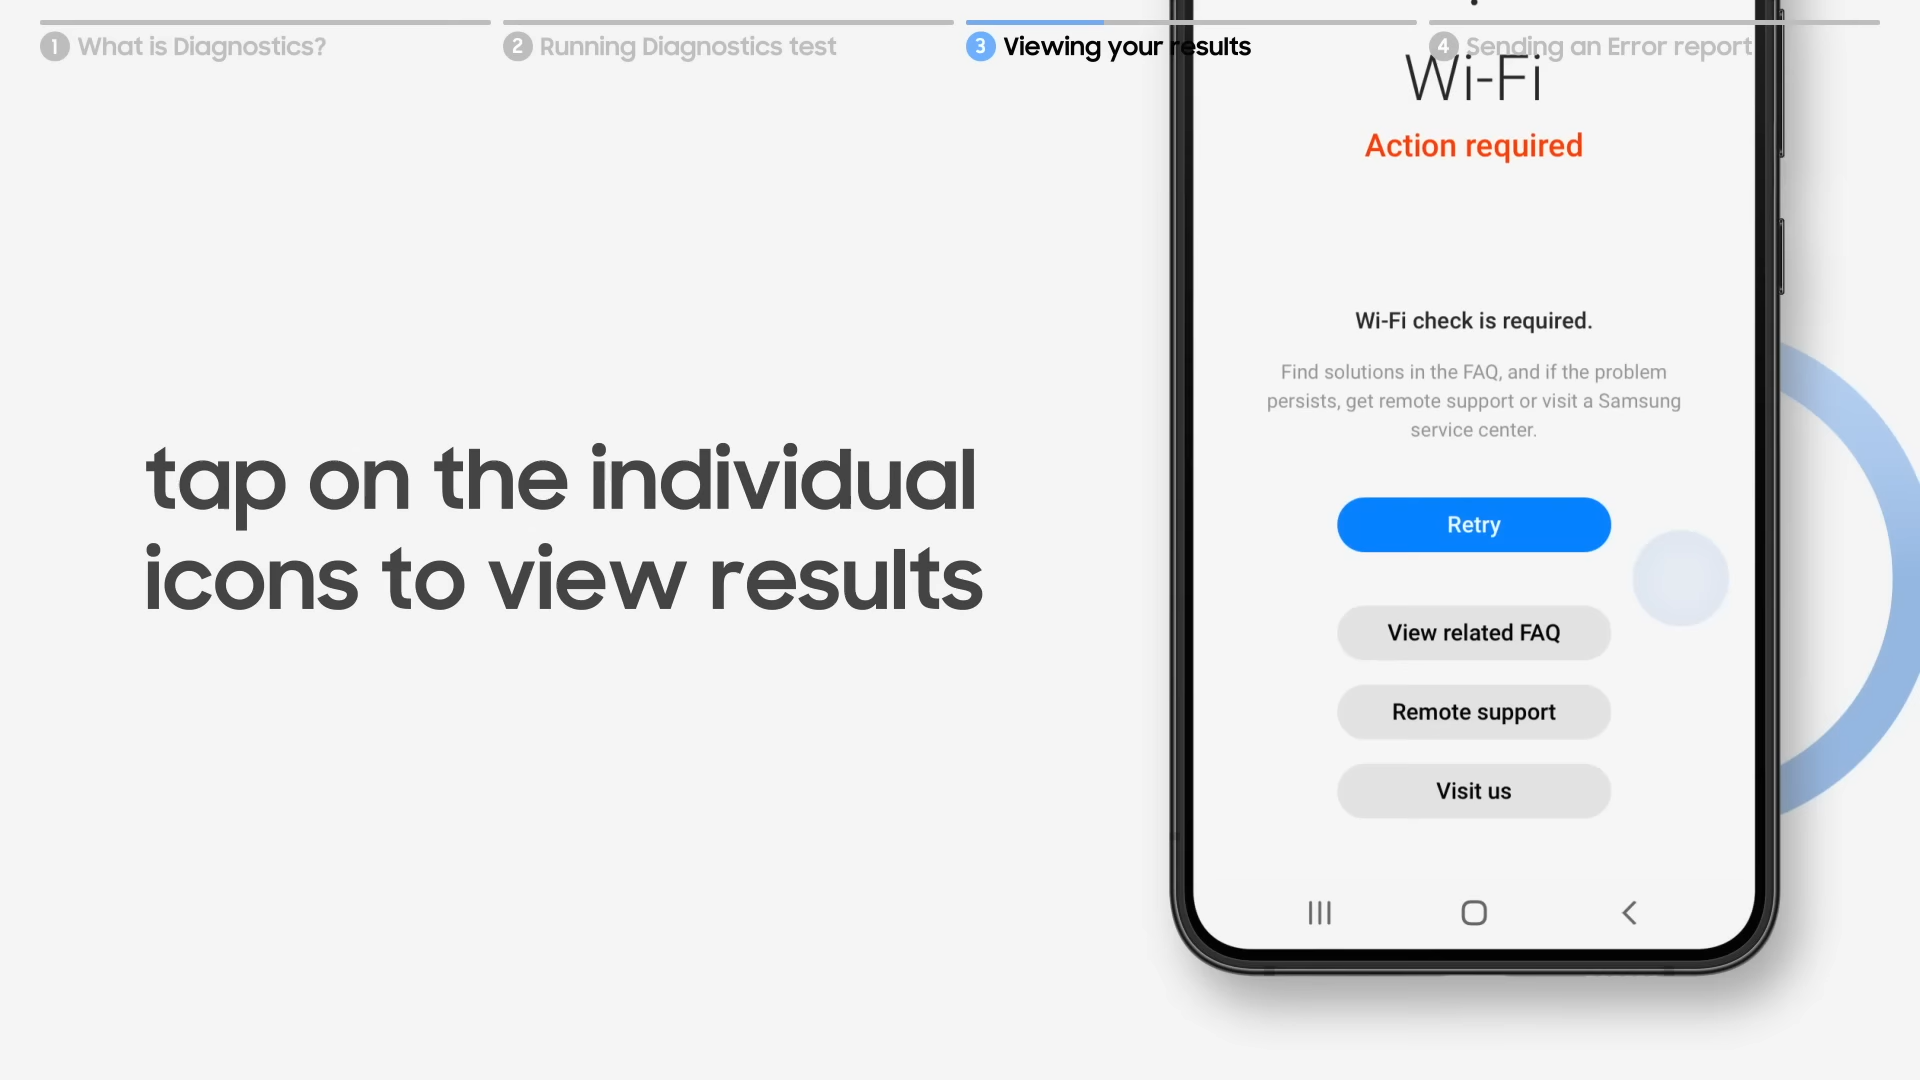 1 What is Diagnostics?
2 Running Diagnostics test
3 Viewing your results
4 Sending an Error report
tap on the individual
icons to view results
Wi-Fi
Action required
Wi-Fi check is required.
Find solutions in the FAQ, and if the problem
persists, get remote support or visit a Samsung
service center.
Retry
View related FAQ
Remote support
Visit us